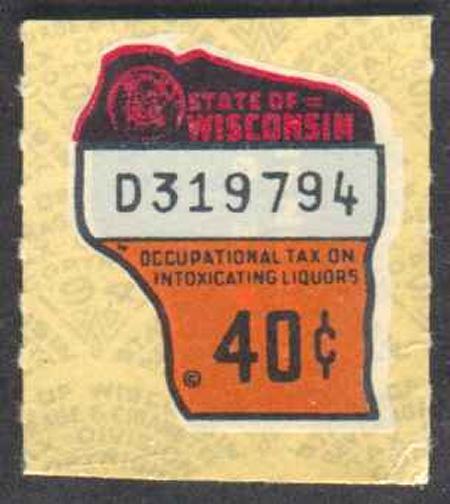 STATE OF
WISCONSIN
D319794
OCCUPATIONAL TAX ON
INTOXICATING LIQUORS
40¢
©